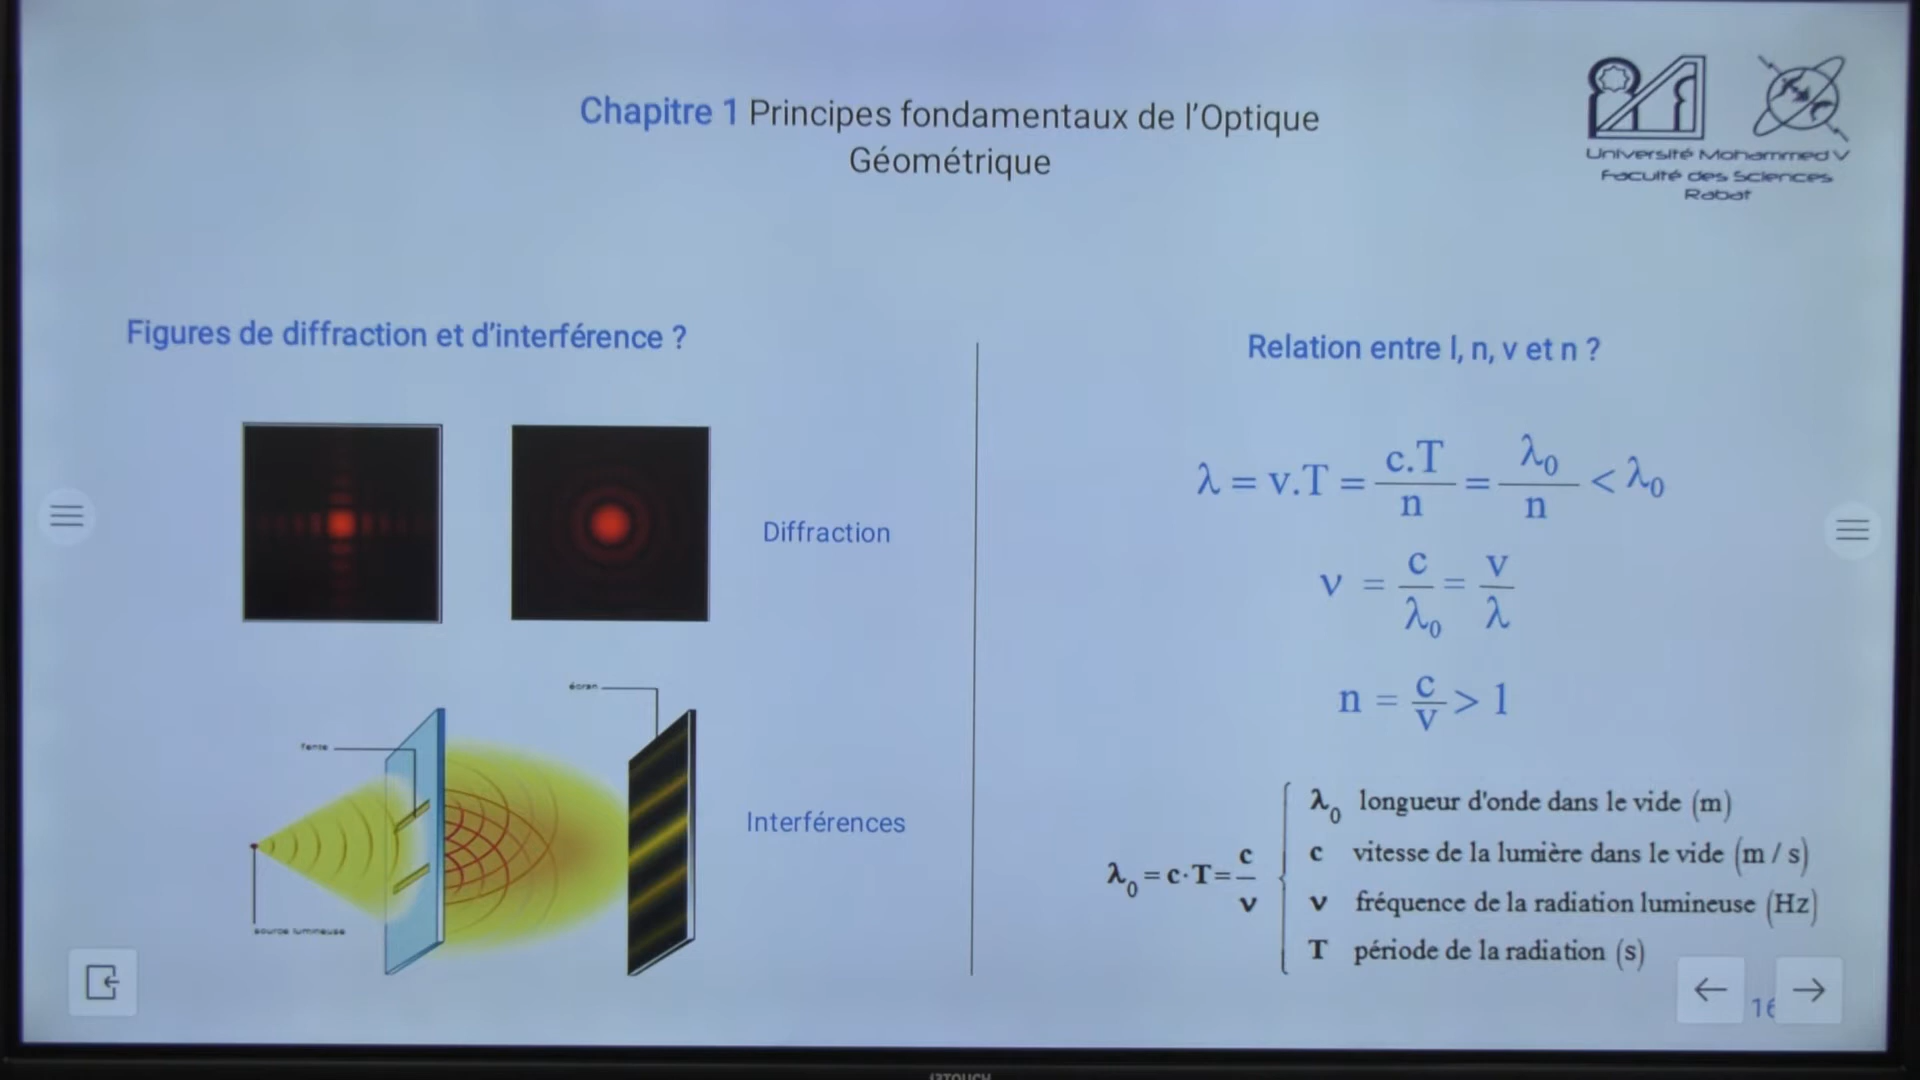 Chapitre 1 Principes fondamentaux de l'Optique
Géométrique
Université Mohammed V
Faculté des Sciences
Rabat
Figures de diffraction et d'interférence ?
Diffraction
écran
fente
source lumineuse
Interférences
Relation entre l, n, v et n ?
λ = v.T = c.T / n = λ₀ / n < λ₀
ν = c / λ₀ = v / λ
n = c / v > 1
λ₀ = c·T = c / ν
λ₀ longueur d'onde dans le vide (m)
c vitesse de la lumière dans le vide (m / s)
ν fréquence de la radiation lumineuse (Hz)
T période de la radiation (s)
16